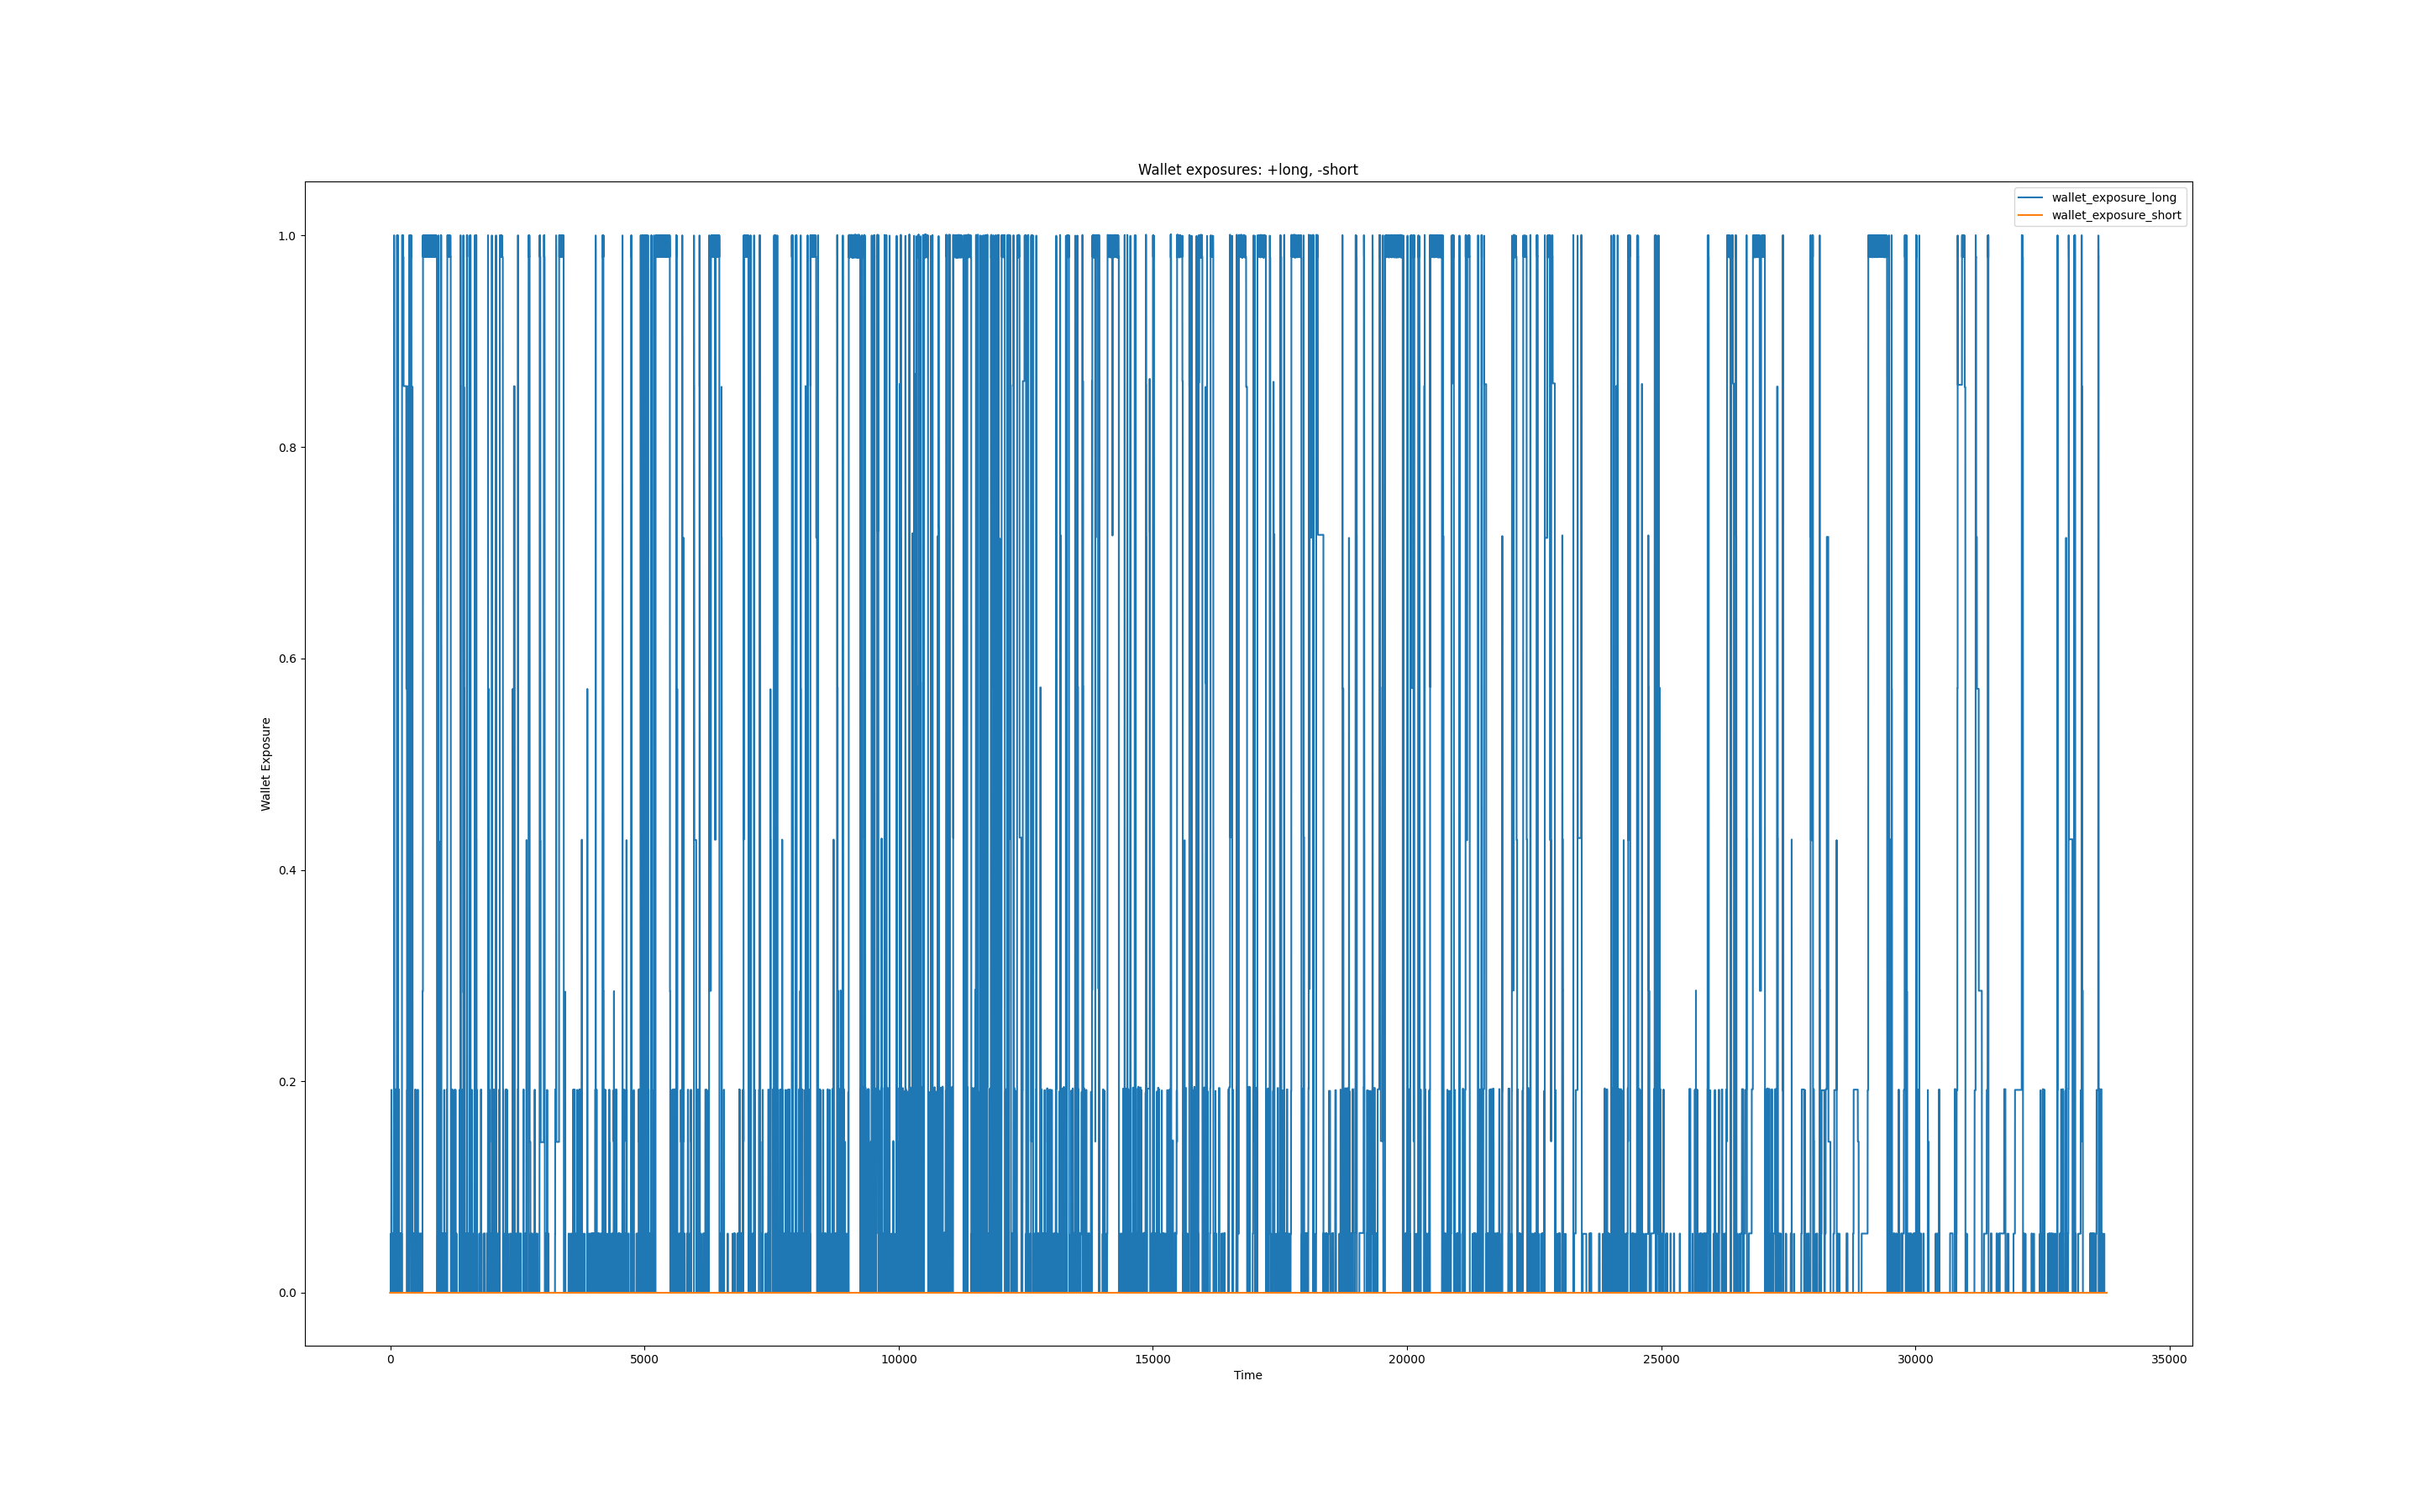 Wallet exposures: +long, -short
wallet_exposure_long
wallet_exposure_short
1.0
0.8
0.6
0.4
0.2
0.0
Wallet Exposure
0 5000 10000 15000 20000 25000 30000 35000
Time